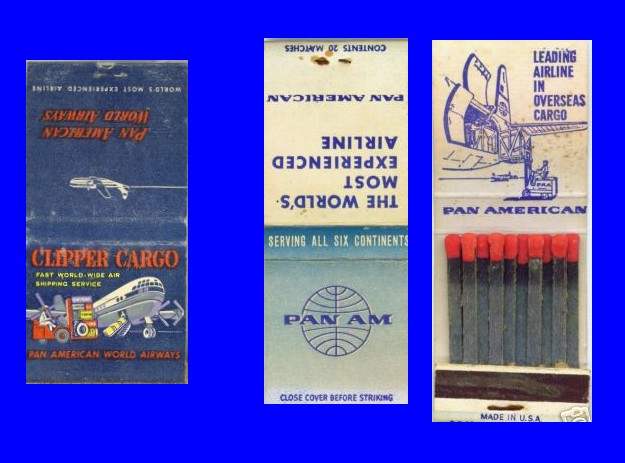 WORLD'S MOST EXPERIENCED AIRLINE
PAN AMERICAN
WORLD AIRWAYS
CLIPPER CARGO
FAST WORLD-WIDE AIR
SHIPPING SERVICE
PAN AMERICAN WORLD AIRWAYS
CONTENTS 20 MATCHES
PAN AMERICAN
THE WORLD'S
MOST
EXPERIENCED
AIRLINE
SERVING ALL SIX CONTINENTS
PAN AM
CLOSE COVER BEFORE STRIKING
LEADING
AIRLINE
IN
OVERSEAS
CARGO
PAA
PAN AMERICAN
MADE IN U.S.A.